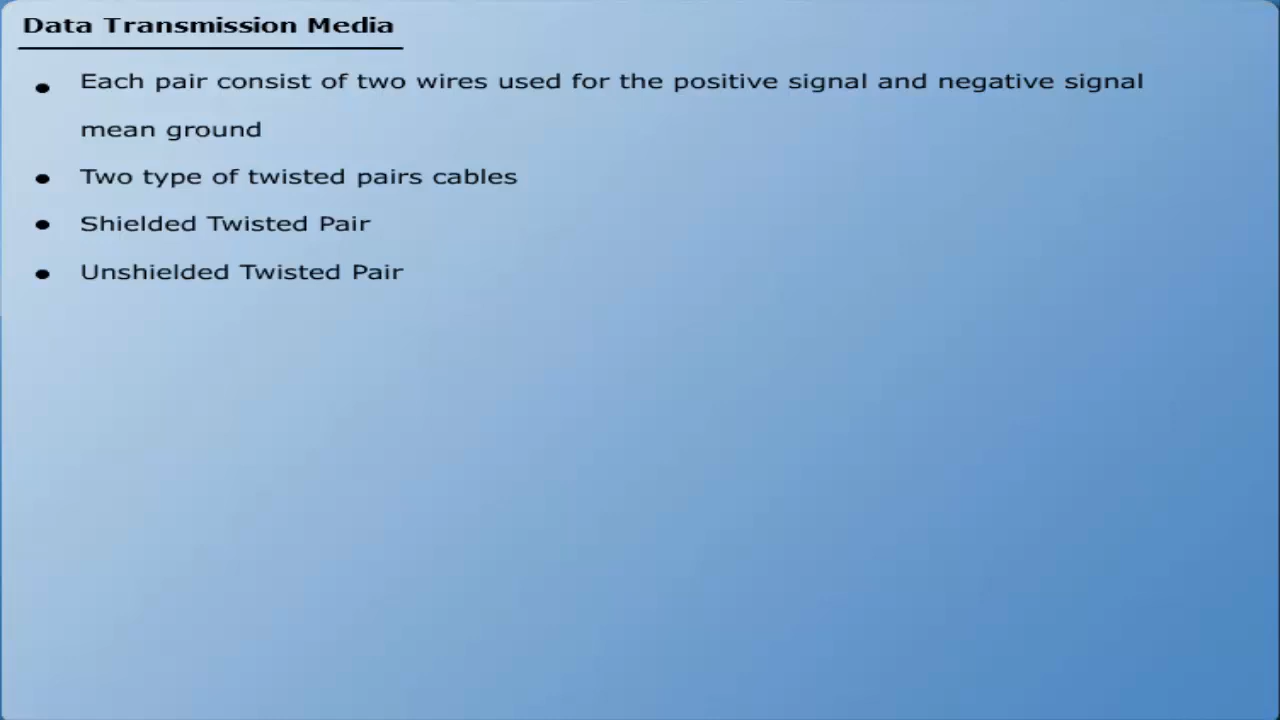 Data Transmission Media
● Each pair consist of two wires used for the positive signal and negative signal
mean ground
● Two type of twisted pairs cables
● Shielded Twisted Pair
● Unshielded Twisted Pair